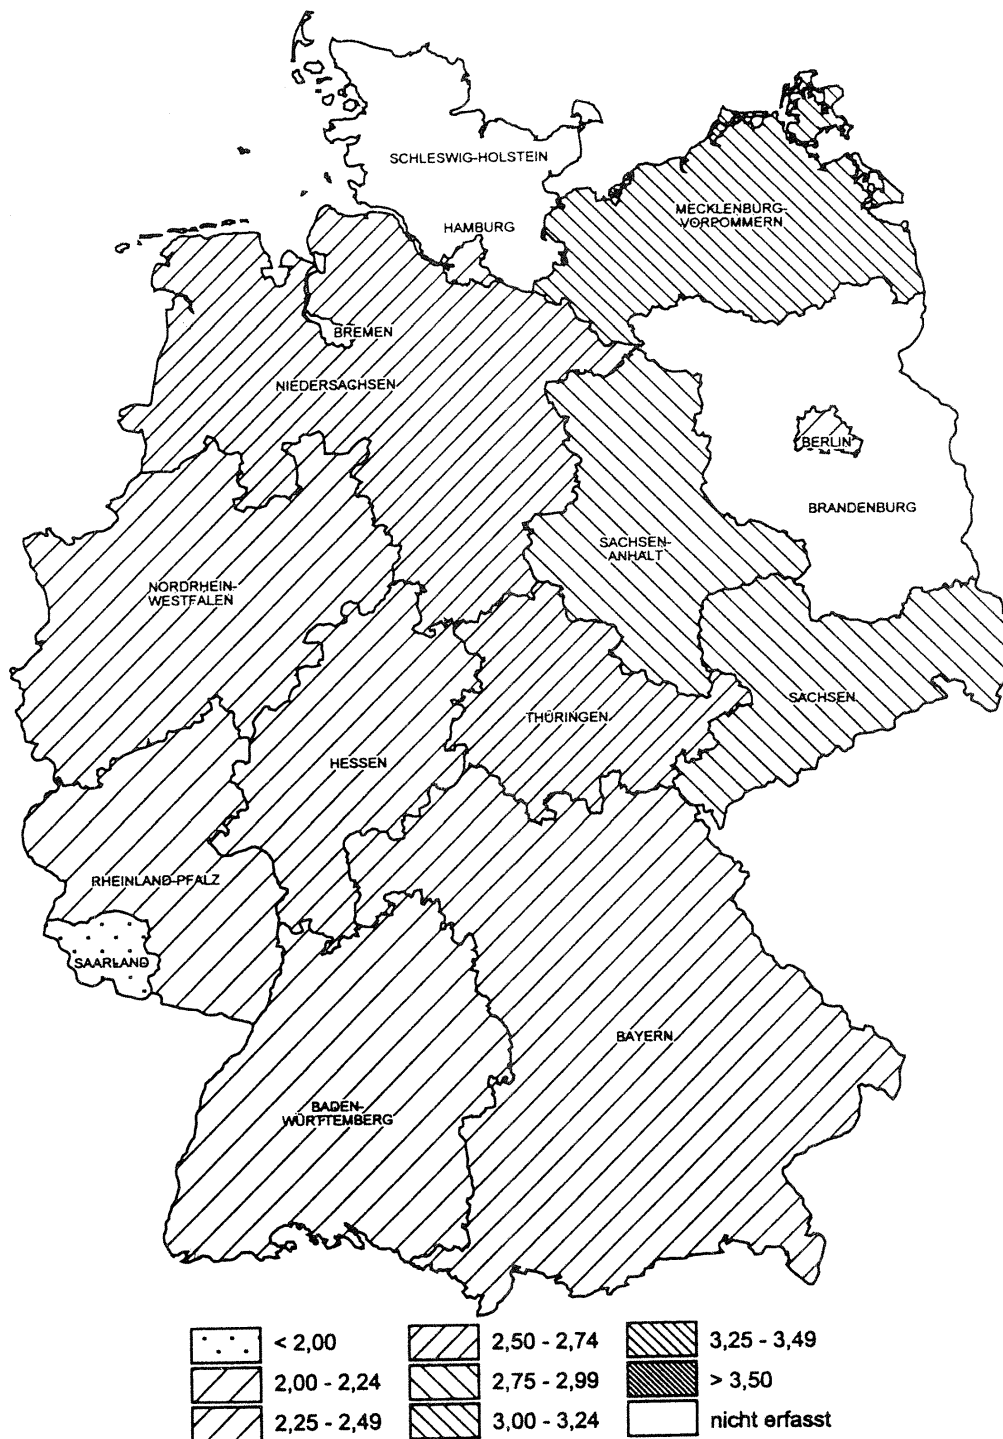 SCHLESWIG-HOLSTEIN
HAMBURG
MECKLENBURG-
VORPOMMERN
BREMEN
NIEDERSACHSEN
BERLIN
BRANDENBURG
SACHSEN-
ANHALT
NORDRHEIN-
WESTFALEN
SACHSEN
THÜRINGEN
HESSEN
RHEINLAND-PFALZ
SAARLAND
BAYERN
BADEN-
WÜRTTEMBERG
< 2,00
2,00 - 2,24
2,25 - 2,49
2,50 - 2,74
2,75 - 2,99
3,00 - 3,24
3,25 - 3,49
> 3,50
nicht erfasst